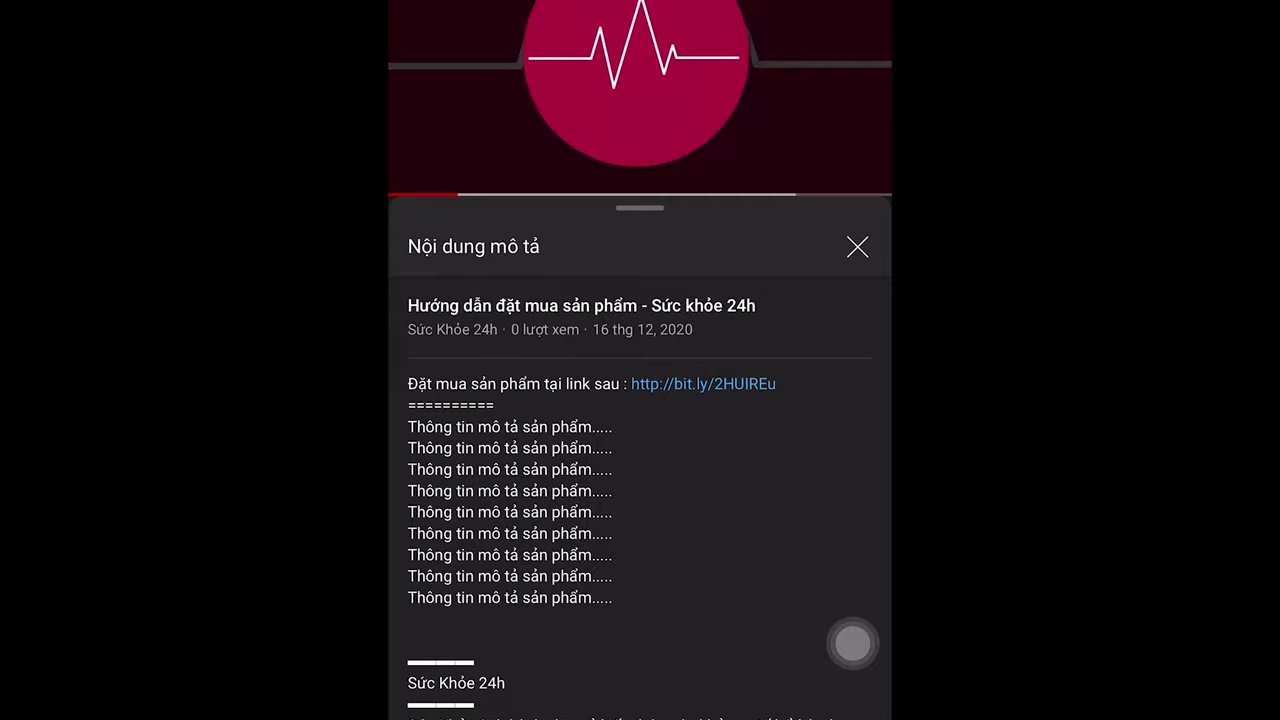 Nội dung mô tả
Hướng dẫn đặt mua sản phẩm - Sức khỏe 24h
Sức Khỏe 24h · 0 lượt xem · 16 thg 12, 2020
Đặt mua sản phẩm tại link sau : http://bit.ly/2HUIREu
==========
Thông tin mô tả sản phẩm.....
Thông tin mô tả sản phẩm.....
Thông tin mô tả sản phẩm.....
Thông tin mô tả sản phẩm.....
Thông tin mô tả sản phẩm.....
Thông tin mô tả sản phẩm.....
Thông tin mô tả sản phẩm.....
Thông tin mô tả sản phẩm.....
Thông tin mô tả sản phẩm.....
Sức Khỏe 24h